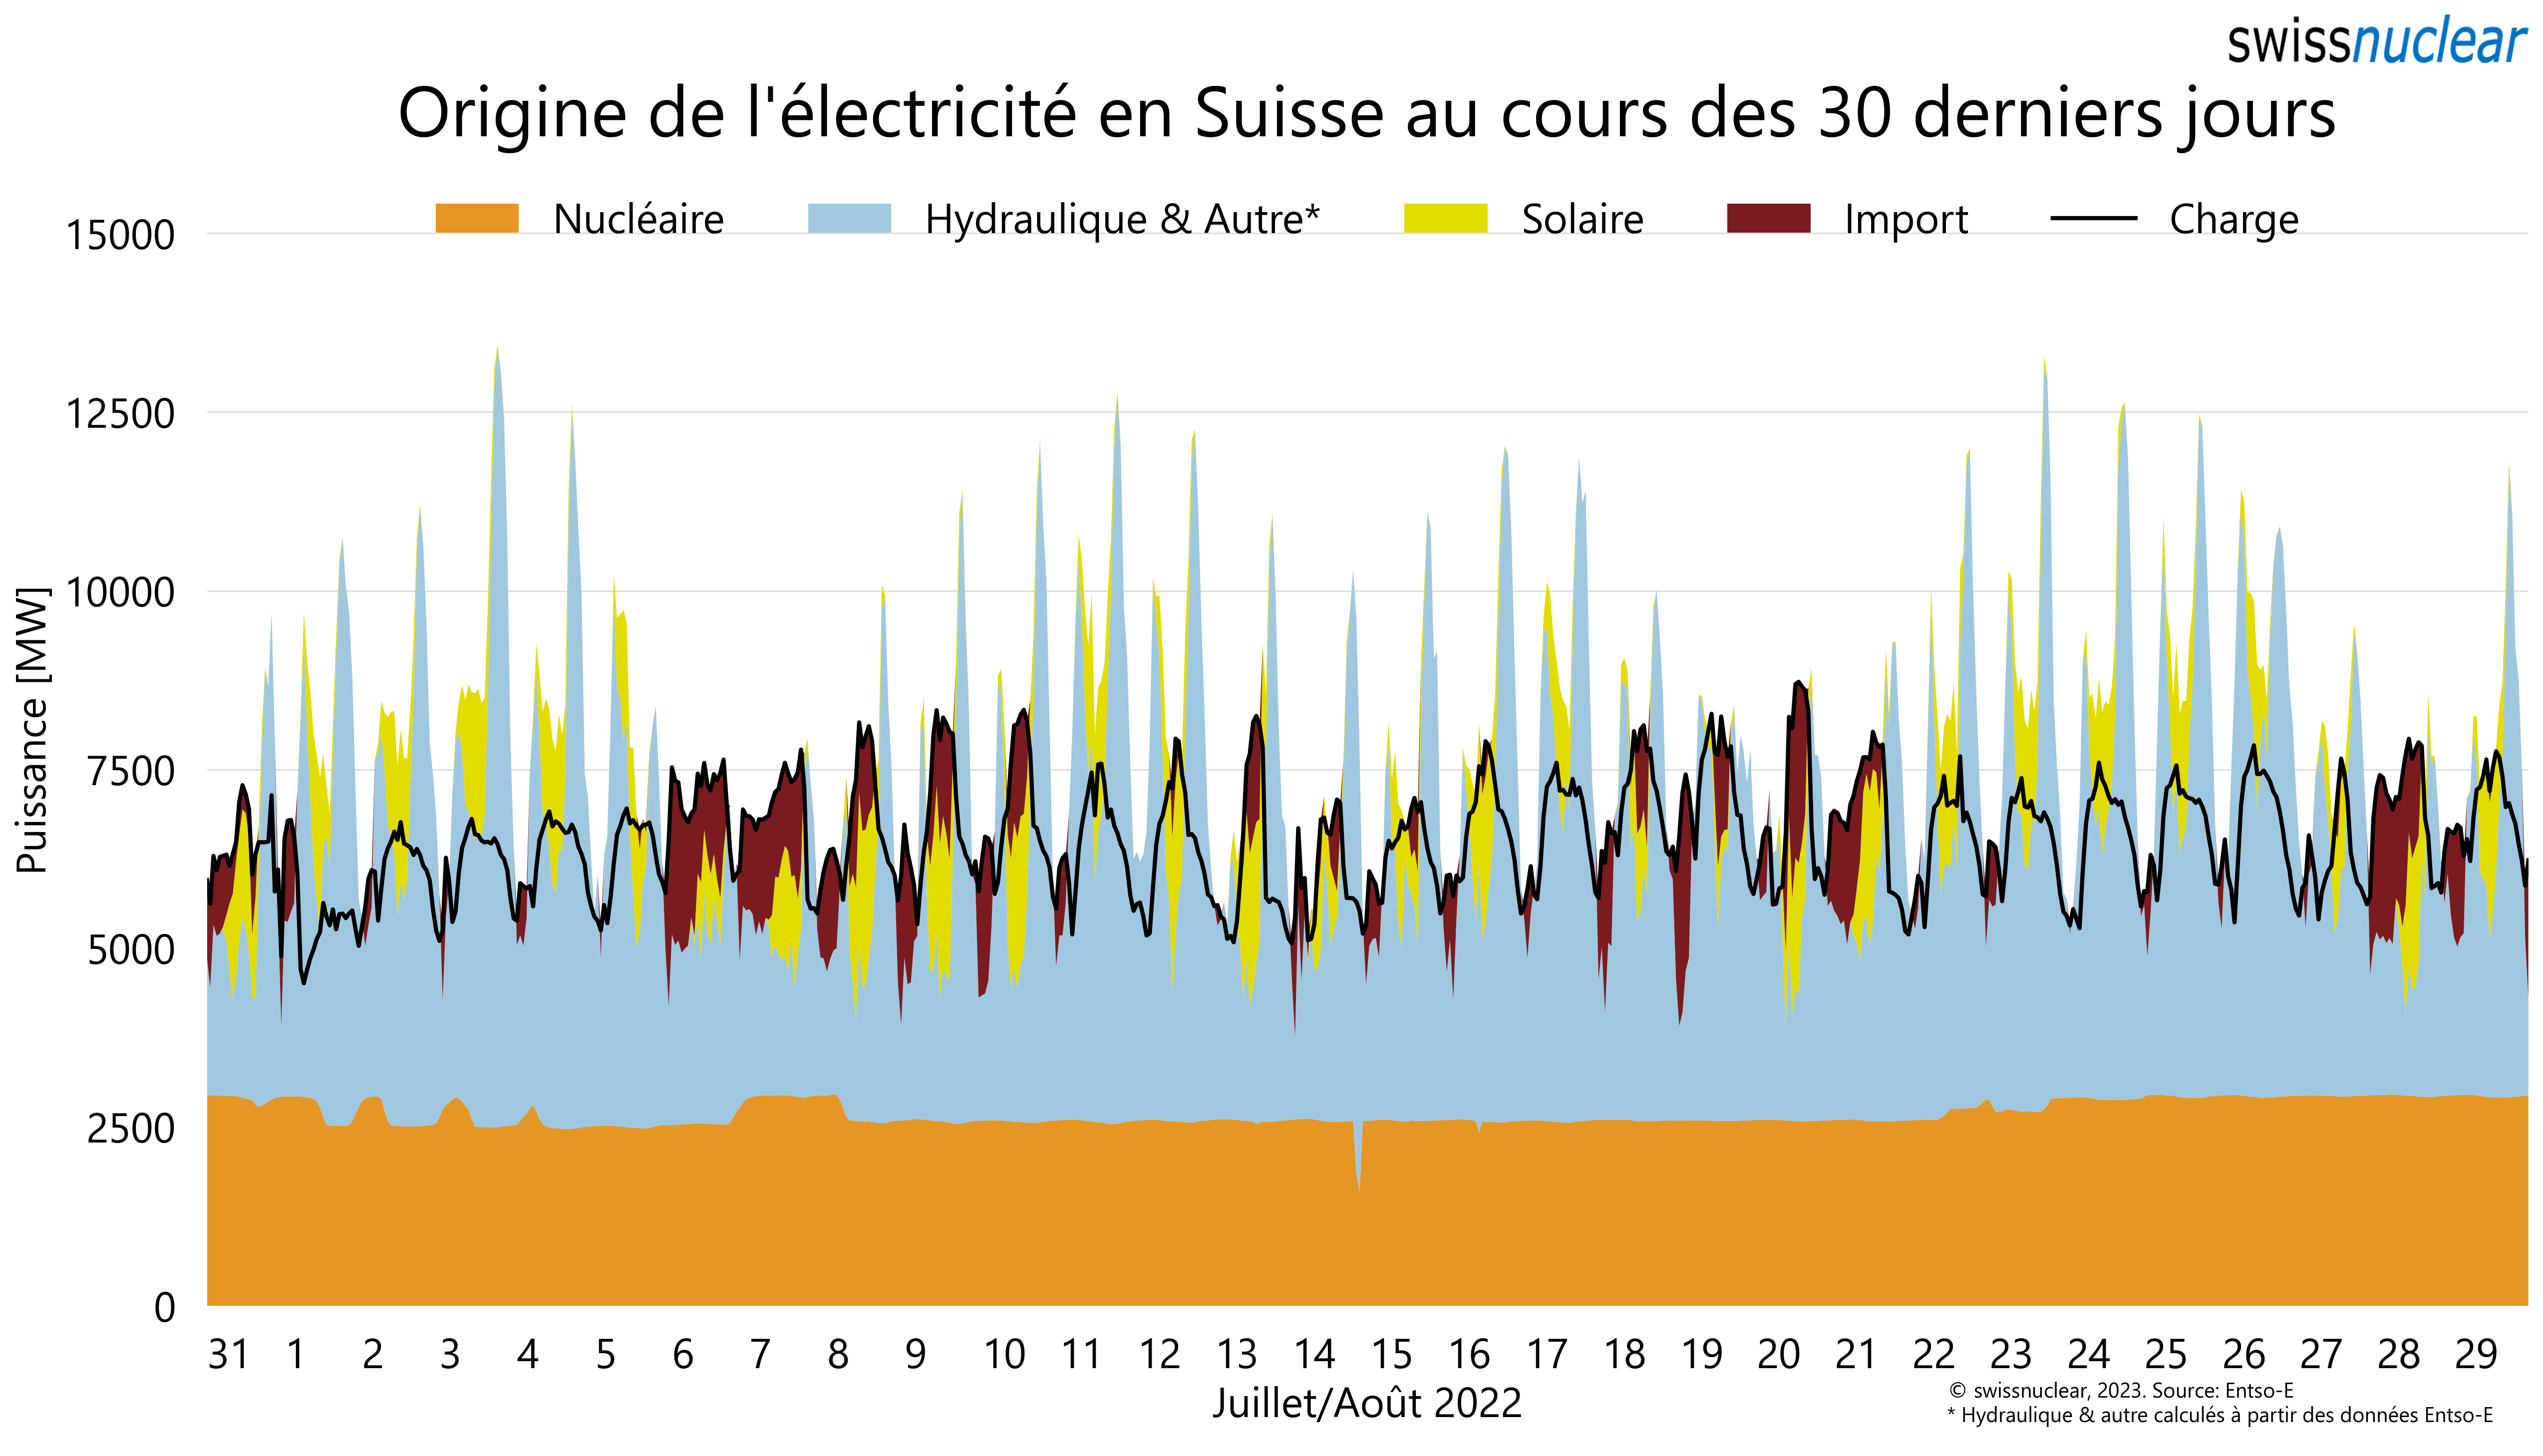 swissnuclear
Origine de l'électricité en Suisse au cours des 30 derniers jours
Nucléaire Hydraulique & Autre* Solaire Import Charge
15000
12500
10000
7500
5000
2500
0
Puissance [MW]
31 1 2 3 4 5 6 7 8 9 10 11 12 13 14 15 16 17 18 19 20 21 22 23 24 25 26 27 28 29
Juillet/Août 2022
© swissnuclear, 2023. Source: Entso-E
* Hydraulique & autre calculés à partir des données Entso-E